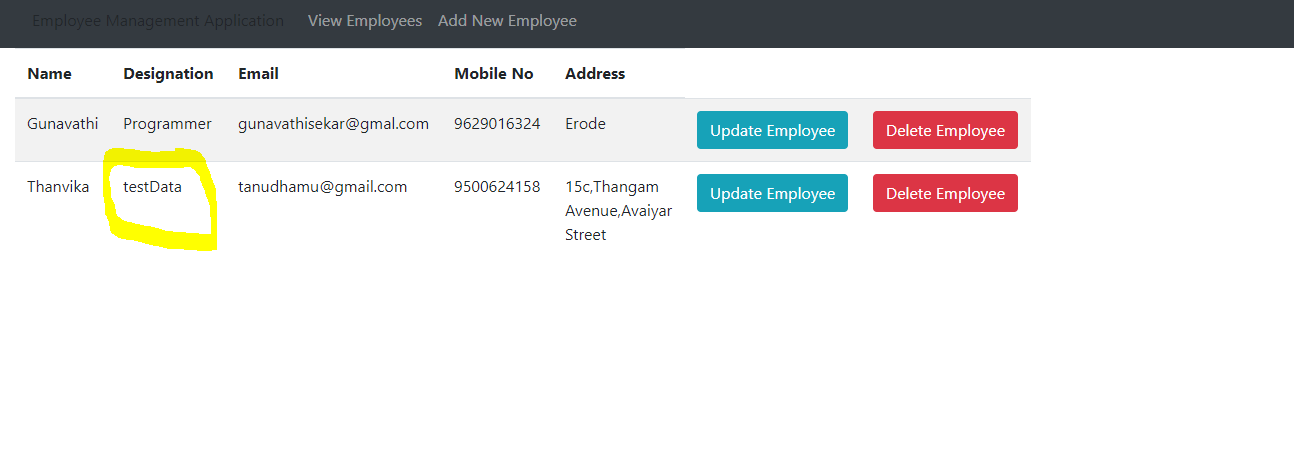 Employee Management Application View Employees Add New Employee
Name Designation Email Mobile No Address
Gunavathi Programmer gunavathisekar@gmal.com 9629016324 Erode Update Employee Delete Employee
Thanvika testData tanudhamu@gmail.com 9500624158 15c,Thangam Update Employee Delete Employee
Avenue,Avaiyar
Street